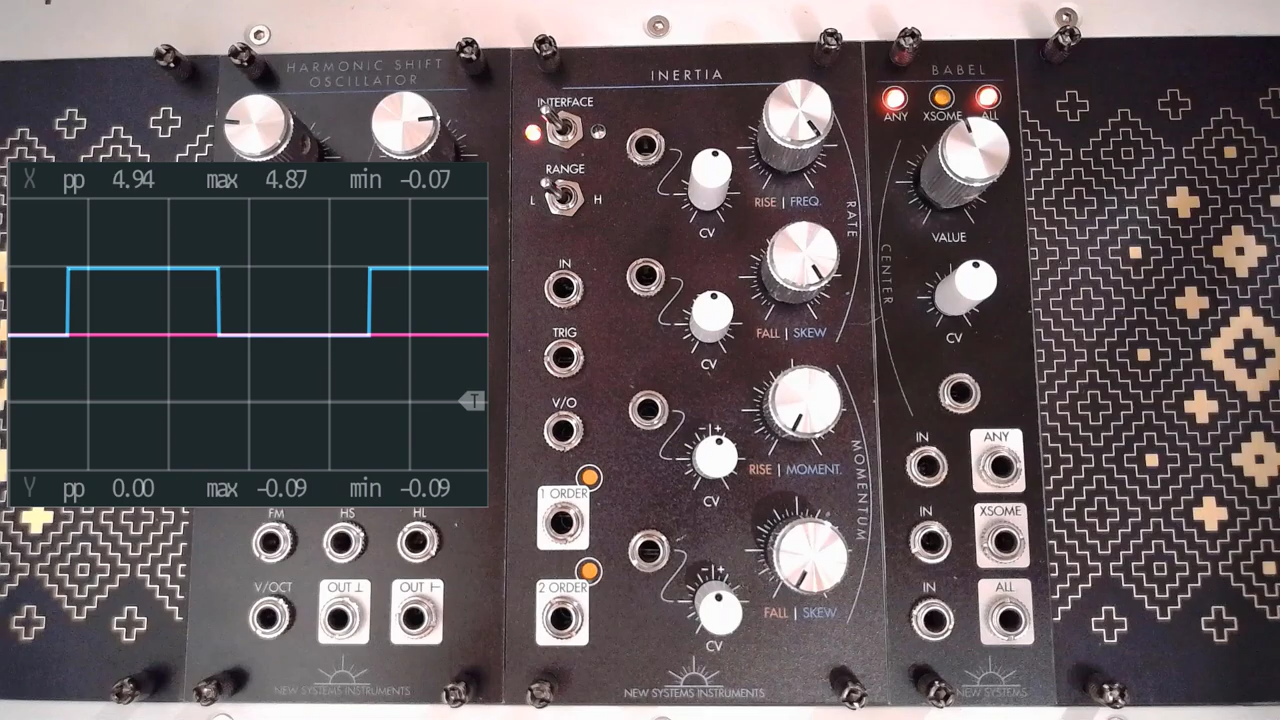 HARMONIC SHIFT
OSCILLATOR
X pp 4.94 max 4.87 min -0.07
T
Y pp 0.00 max -0.09 min -0.09
FM HS HL
V/OCT OUT ⊥ OUT ⊢
NEW SYSTEMS INSTRUMENTS
INERTIA
INTERFACE
RANGE
L H
CV
RISE | FREQ.
RATE
IN
TRIG
CV
FALL | SKEW
V/O
CV
RISE | MOMENT.
MOMENTUM
1 ORDER
2 ORDER
CV
FALL | SKEW
NEW SYSTEMS INSTRUMENTS
BABEL
ANY XSOME ALL
VALUE
CENTER
CV
IN ANY
IN XSOME
IN ALL
NEW SYSTEMS